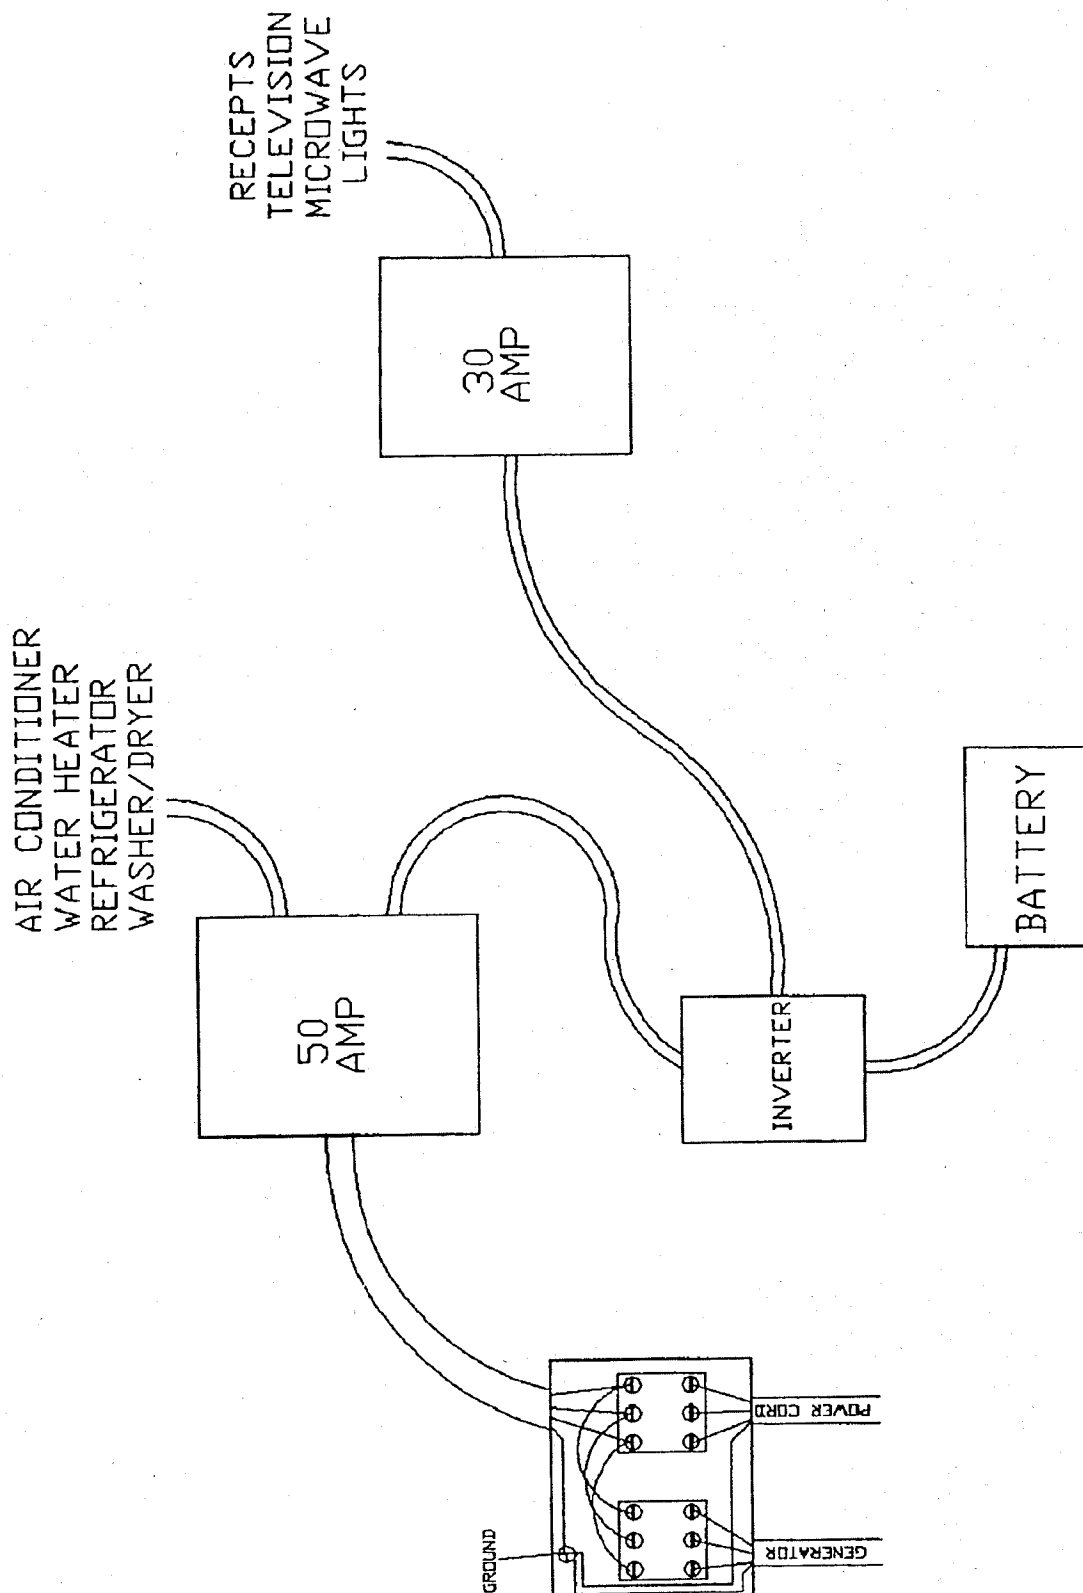 RECEPTS
TELEVISION
MICROWAVE
LIGHTS
30
AMP
AIR CONDITIONER
WATER HEATER
REFRIGERATOR
WASHER/DRYER
50
AMP
INVERTER
BATTERY
POWER CORD
GENERATOR
GROUND